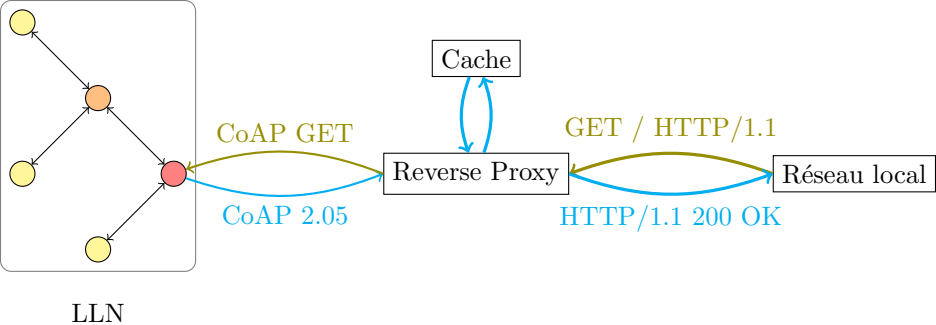 Cache
CoAP GET
GET / HTTP/1.1
Reverse Proxy
Réseau local
CoAP 2.05
HTTP/1.1 200 OK
LLN